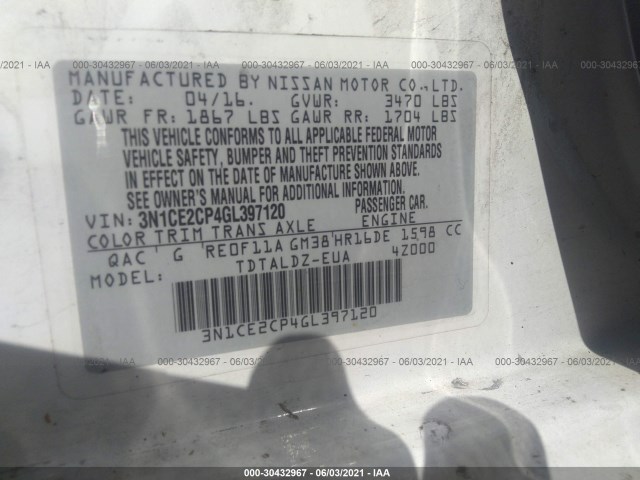 000-30432967 - 06/03/2021 - IAA
000-30432967 - 06/03/2021 - IAA
000-30432967 - 06/03/2021 - IAA
MANUFACTURED BY NISSAN MOTOR CO.,LTD.
DATE: 04/16. GVWR: 3470 LBS
GAWR FR: 1867 LBS GAWR RR: 1704 LBS
THIS VEHICLE CONFORMS TO ALL APPLICABLE FEDERAL MOTOR
VEHICLE SAFETY, BUMPER AND THEFT PREVENTION STANDARDS
IN EFFECT ON THE DATE OF MANUFACTURE SHOWN ABOVE.
SEE OWNER'S MANUAL FOR ADDITIONAL INFORMATION.
VIN: 3N1CE2CP4GL397120 PASSENGER CAR.
COLOR TRIM TRANS AXLE ENGINE
QAC G RE0F11A GM38 HR16DE 1598 CC
MODEL: TDTALDZ-EUA 4Z000
3N1CE2CP4GL397120
000-30432967 - 06/03/2021 - IAA
000-30432967 - 06/03/2021 - IAA
000-30432967 - 06/03/2021 - IAA
000-30432967 - 06/03/2021 - IAA